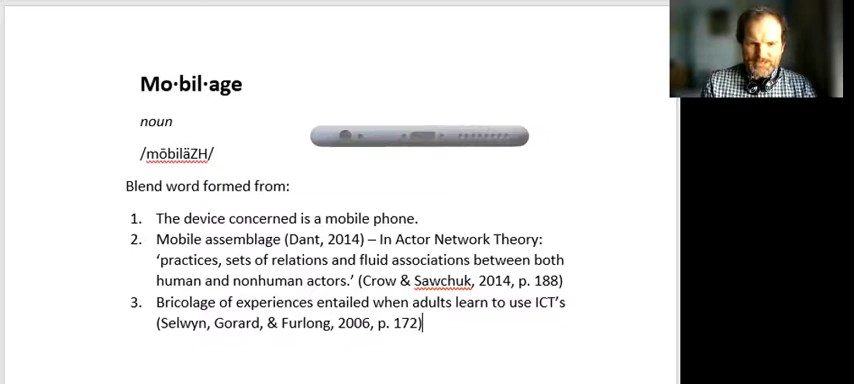 Mo·bil·age
noun
/mōbiläZH/
Blend word formed from:
1. The device concerned is a mobile phone.
2. Mobile assemblage (Dant, 2014) – In Actor Network Theory:
‘practices, sets of relations and fluid associations between both
human and nonhuman actors.’ (Crow & Sawchuk, 2014, p. 188)
3. Bricolage of experiences entailed when adults learn to use ICT’s
(Selwyn, Gorard, & Furlong, 2006, p. 172)